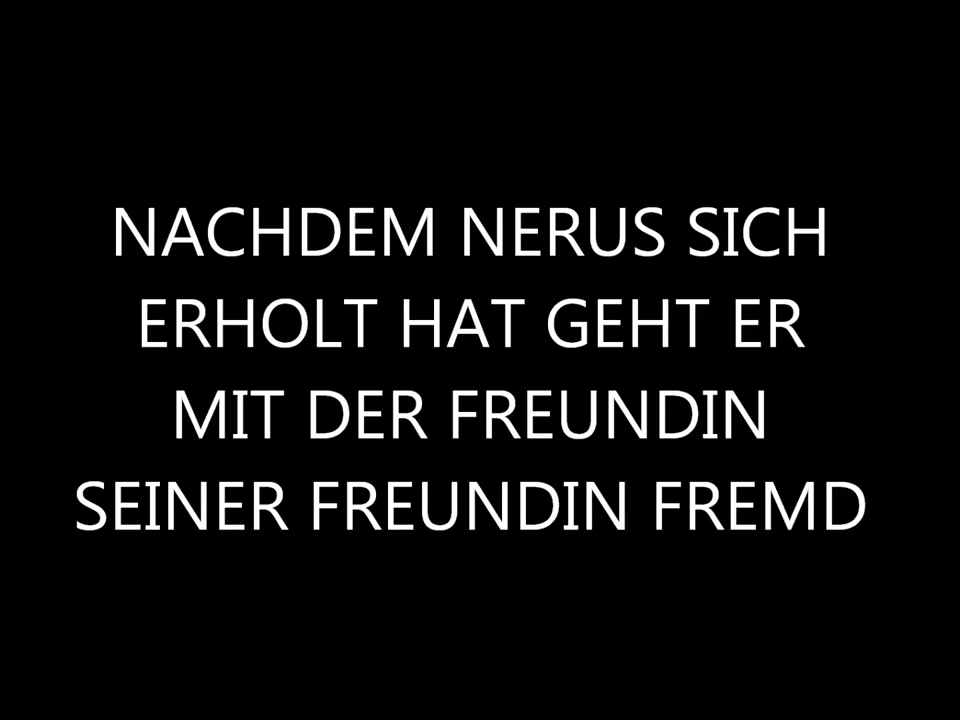 NACHDEM NERUS SICH
ERHOLT HAT GEHT ER
MIT DER FREUNDIN
SEINER FREUNDIN FREMD